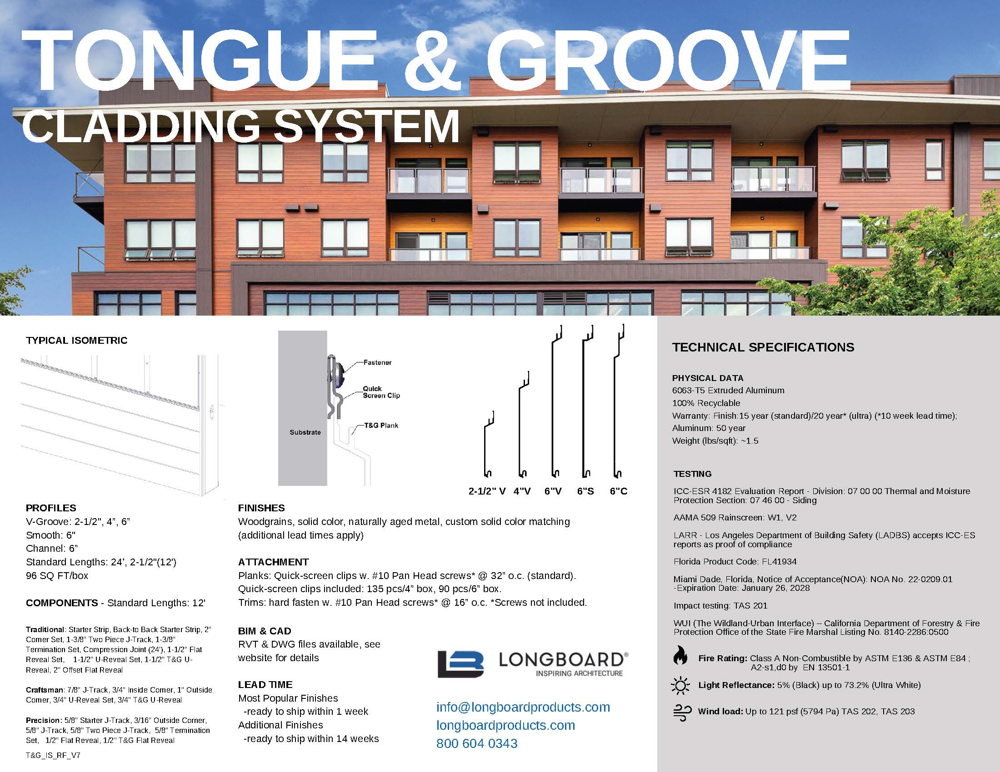 TONGUE & GROOVE
CLADDING SYSTEM
TYPICAL ISOMETRIC
Fastener
Quick
Screen Clip
T&G Plank
Substrate
2-1/2" V 4"V 6"V 6"S 6"C
PROFILES
V-Groove: 2-1/2", 4”, 6”
Smooth: 6"
Channel: 6”
Standard Lengths: 24’, 2-1/2"(12')
96 SQ FT/box
COMPONENTS - Standard Lengths: 12'
Traditional: Starter Strip, Back-to Back Starter Strip, 2"
Corner Set, 1-3/8" Two Piece J-Track, 1-3/8"
Termination Set, Compression Joint (24'), 1-1/2" Flat
Reveal Set, 1-1/2" U-Reveal Set, 1-1/2" T&G U-
Reveal, 2" Offset Flat Reveal
Craftsman: 7/8" J-Track, 3/4" Inside Corner, 1" Outside
Corner, 3/4" U-Reveal Set, 3/4" T&G U-Reveal
Precision: 5/8" Starter J-Track, 3/16" Outside Corner,
5/8" J-Track, 5/8" Two Piece J-Track, 5/8" Termination
Set, 1/2" Flat Reveal, 1/2" T&G Flat Reveal
T&G_IS_RF_V7
FINISHES
Woodgrains, solid color, naturally aged metal, custom solid color matching
(additional lead times apply)
ATTACHMENT
Planks: Quick-screen clips w. #10 Pan Head screws* @ 32” o.c. (standard).
Quick-screen clips included: 135 pcs/4” box, 90 pcs/6” box.
Trims: hard fasten w. #10 Pan Head screws* @ 16” o.c. *Screws not included.
BIM & CAD
RVT & DWG files available, see
website for details
LEAD TIME
Most Popular Finishes
-ready to ship within 1 week
Additional Finishes
-ready to ship within 14 weeks
LONGBOARD®
INSPIRING ARCHITECTURE
info@longboardproducts.com
longboardproducts.com
800 604 0343
TECHNICAL SPECIFICATIONS
PHYSICAL DATA
6063-T5 Extruded Aluminum
100% Recyclable
Warranty: Finish:15 year (standard)/20 year* (ultra) (*10 week lead time);
Aluminum: 50 year
Weight (lbs/sqft): ~1.5
TESTING
ICC-ESR 4182 Evaluation Report - Division: 07 00 00 Thermal and Moisture
Protection Section: 07 46 00 - Siding
AAMA 509 Rainscreen: W1, V2
LARR - Los Angeles Department of Building Safety (LADBS) accepts ICC-ES
reports as proof of compliance
Florida Product Code: FL41934
Miami Dade, Florida, Notice of Acceptance(NOA): NOA No. 22-0209.01
-Expiration Date: January 26, 2028
Impact testing: TAS 201
WUI (The Wildland-Urban Interface) – California Department of Forestry & Fire
Protection Office of the State Fire Marshal Listing No. 8140-2286:0500
Fire Rating: Class A Non-Combustible by ASTM E136 & ASTM E84 ;
A2-s1,d0 by EN 13501-1
Light Reflectance: 5% (Black) up to 73.2% (Ultra White)
Wind load: Up to 121 psf (5794 Pa) TAS 202, TAS 203